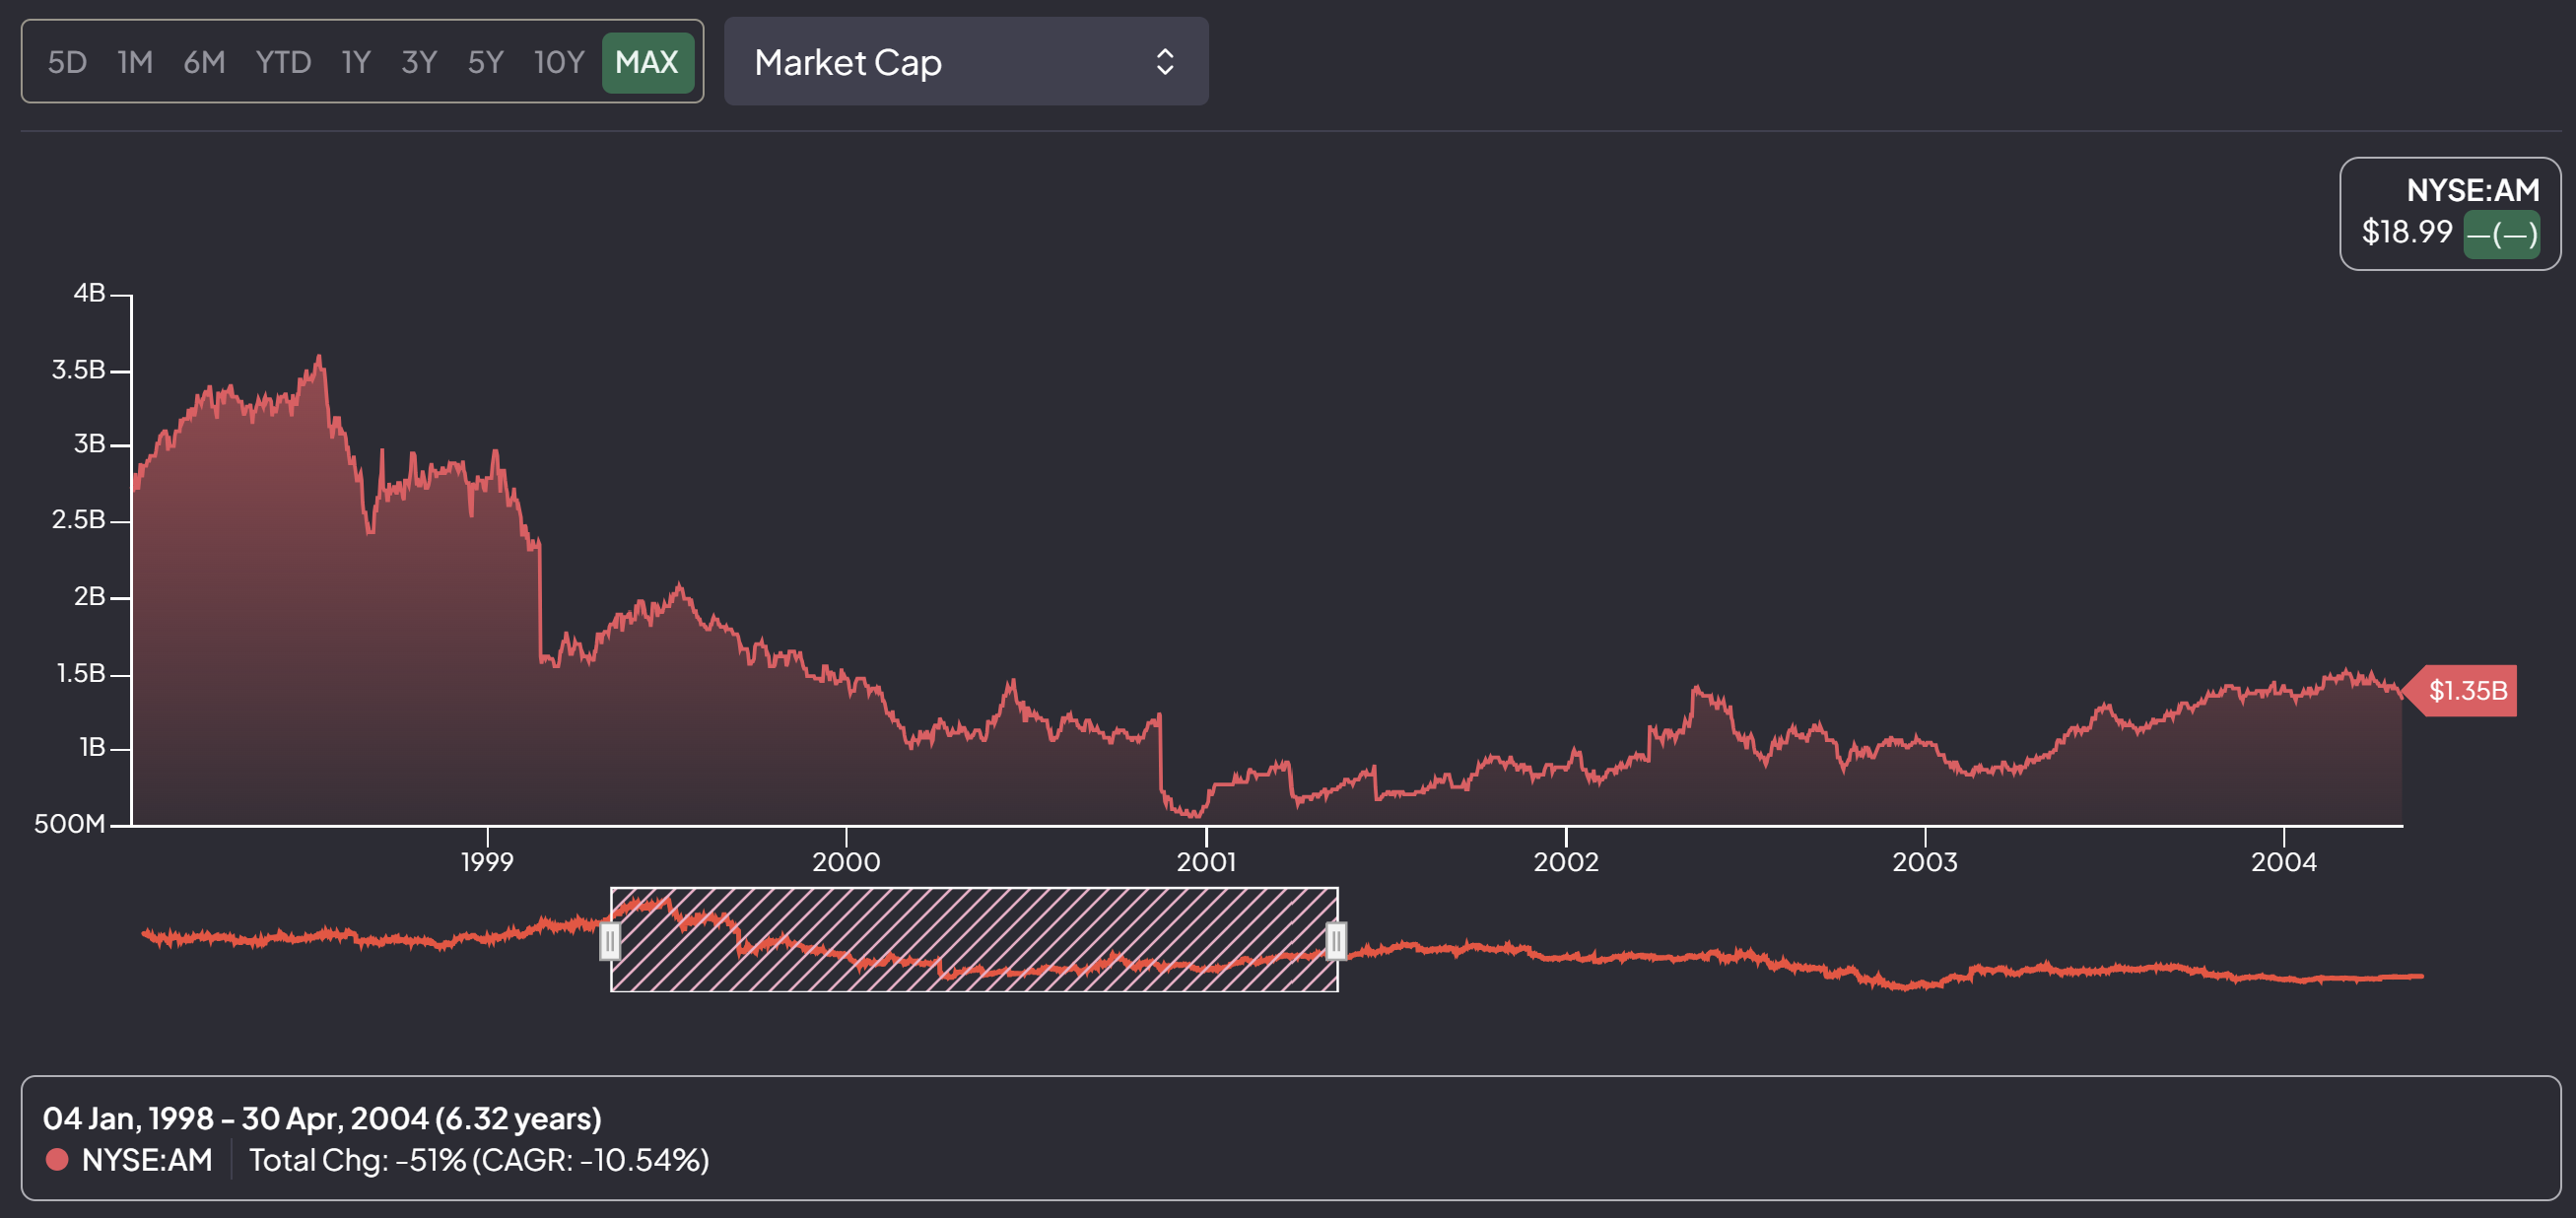 5D 1M 6M YTD 1Y 3Y 5Y 10Y MAX Market Cap
NYSE:AM
$18.99 —(—)
4B
3.5B
3B
2.5B
2B
1.5B
$1.35B
1B
500M
1999 2000 2001 2002 2003 2004
04 Jan, 1998 – 30 Apr, 2004 (6.32 years)
NYSE:AM Total Chg: -51% (CAGR: -10.54%)